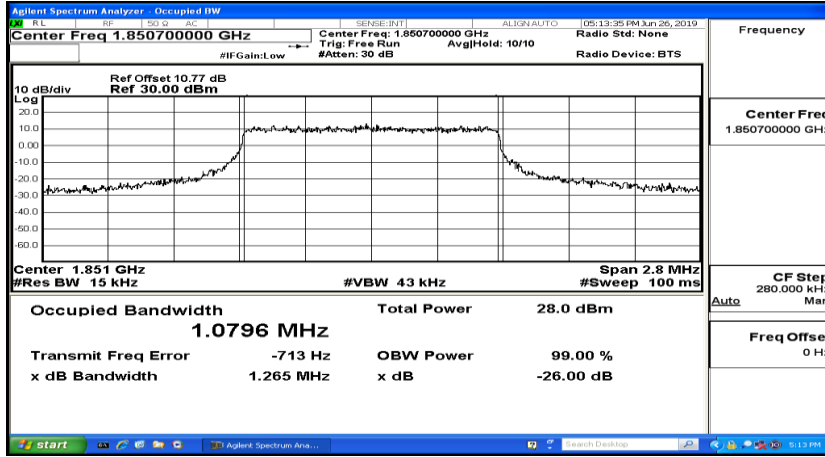 Agilent Spectrum Analyzer - Occupied BW
RL RF 50 Ω AC SENSE:INT ALIGN AUTO 05:13:35 PM Jun 26, 2019
Center Freq 1.850700000 GHz Center Freq: 1.850700000 GHz Radio Std: None Frequency
Trig: Free Run Avg|Hold: 10/10
#IFGain:Low #Atten: 30 dB Radio Device: BTS
Ref Offset 10.77 dB
10 dB/div Ref 30.00 dBm
Log
20.0
10.0
0.00
-10.0
-20.0
-30.0
-40.0
-50.0
-60.0
Center Freq
1.850700000 GHz
Center 1.851 GHz Span 2.8 MHz
#Res BW 15 kHz #VBW 43 kHz #Sweep 100 ms
CF Step
280.000 kHz
Auto Man
Occupied Bandwidth Total Power 28.0 dBm
1.0796 MHz
Transmit Freq Error -713 Hz OBW Power 99.00 %
x dB Bandwidth 1.265 MHz x dB -26.00 dB
Freq Offse
0 Hz
start Agilent Spectrum Ana... Search Desktop 5:13 PM